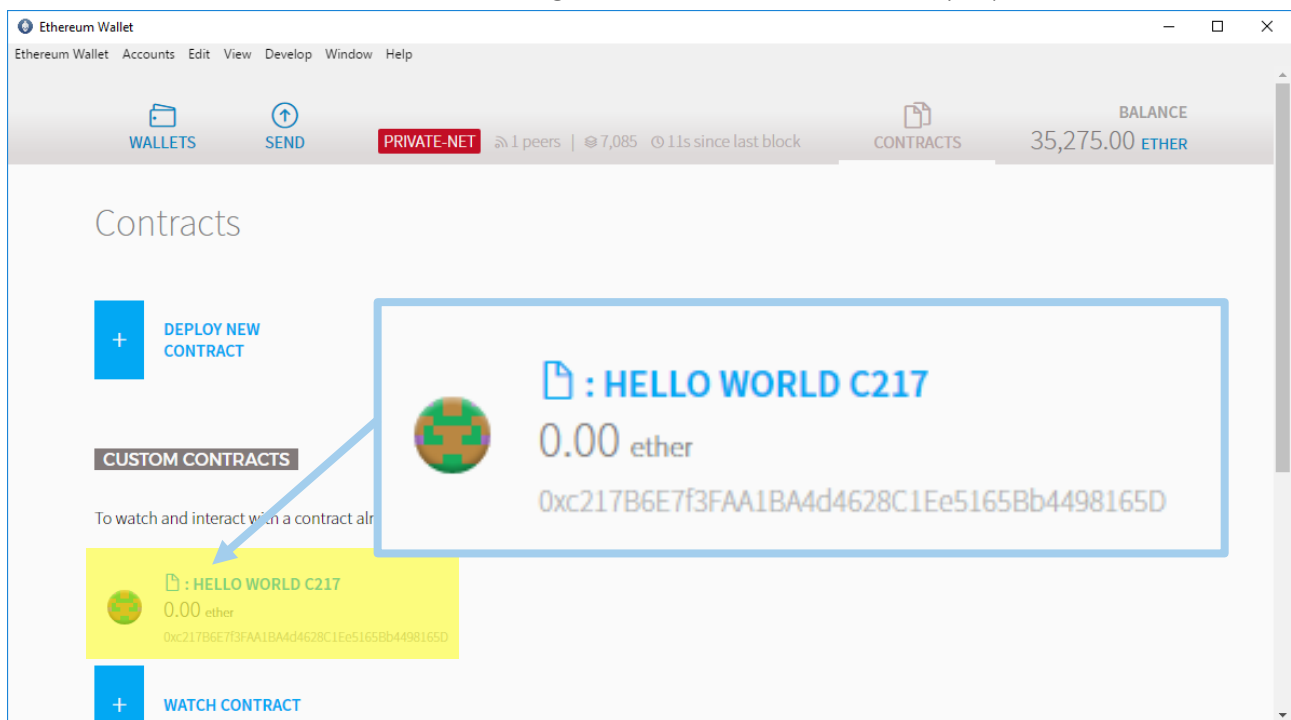 Ethereum Wallet
Ethereum Wallet Accounts Edit View Develop Window Help
WALLETS
SEND
PRIVATE-NET 1 peers | 7,085 11s since last block
CONTRACTS
BALANCE
35,275.00 ETHER
Contracts
+ DEPLOY NEW
CONTRACT
: HELLO WORLD C217
0.00 ether
0xc217B6E7f3FAA1BA4d4628C1Ee5165Bb4498165D
CUSTOM CONTRACTS
To watch and interact with a contract
: HELLO WORLD C217
0.00 ether
0xc217B6E7f3FAA1BA4d4628C1Ee5165Bb4498165D
+ WATCH CONTRACT